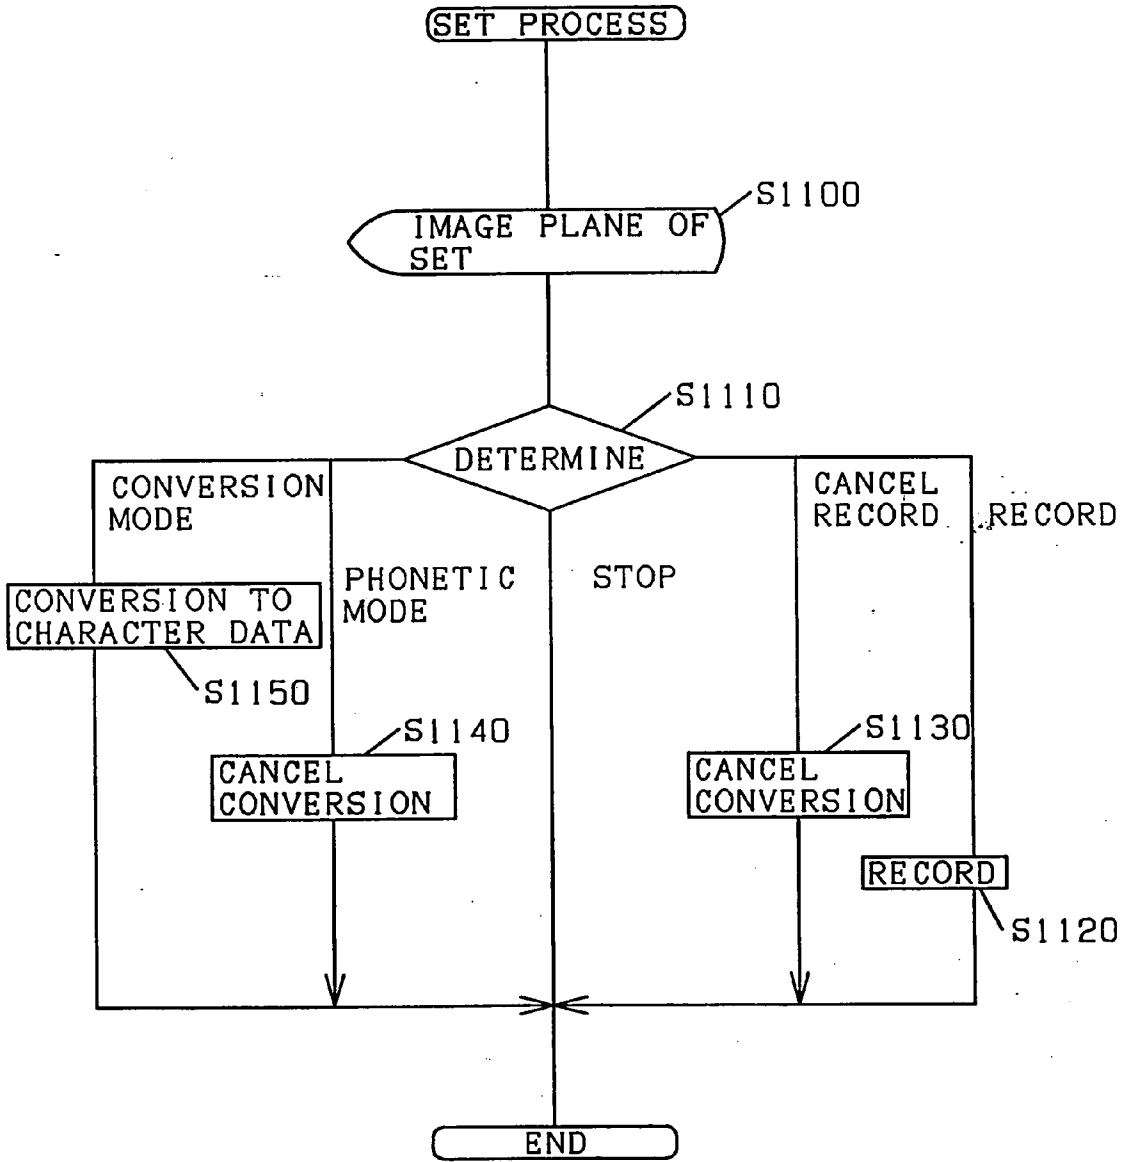 SET PROCESS
S1100
IMAGE PLANE OF
SET
S1110
DETERMINE
CONVERSION
MODE
CANCEL
RECORD
RECORD
PHONETIC
MODE
STOP
CONVERSION TO
CHARACTER DATA
S1150
S1140
CANCEL
CONVERSION
S1130
CANCEL
CONVERSION
RECORD
S1120
END